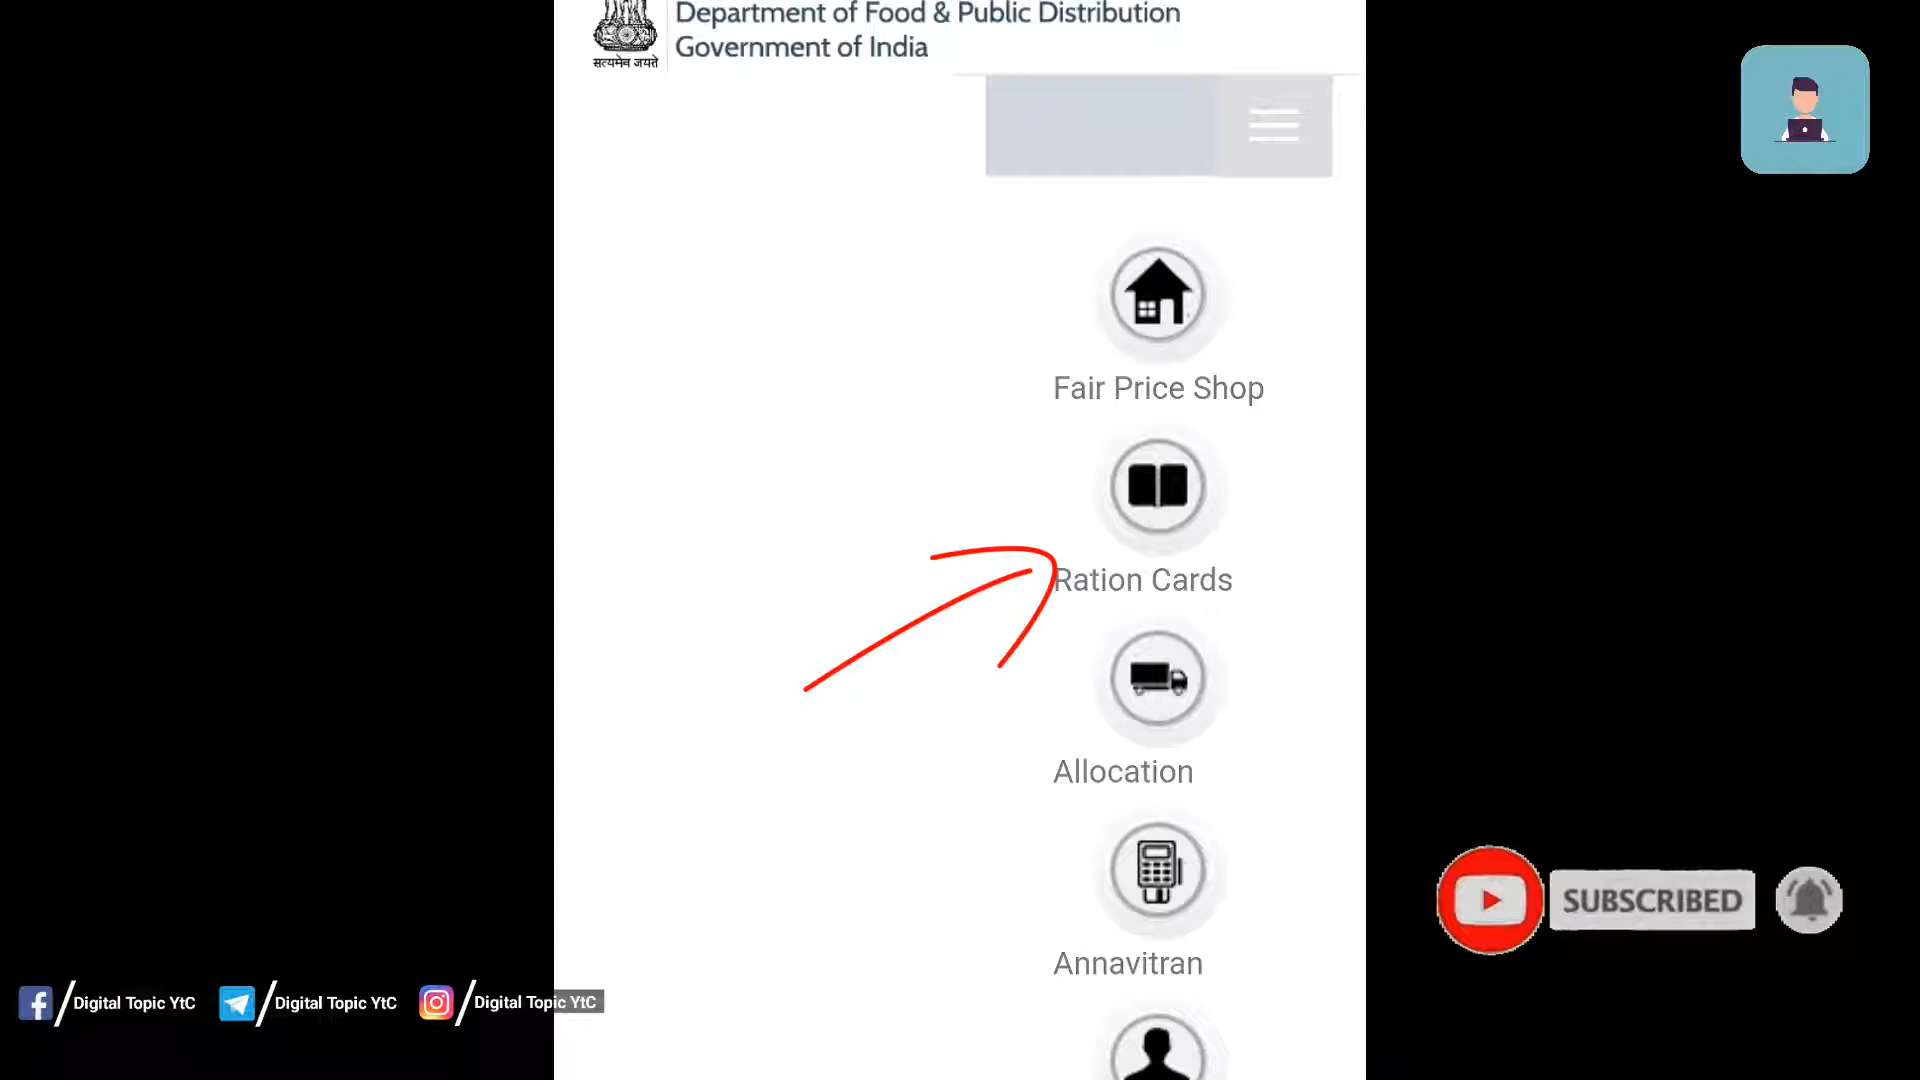 Department of Food & Public Distribution
Government of India
सत्यमेव जयते
Fair Price Shop
Ration Cards
Allocation
Annavitran
SUBSCRIBED
Digital Topic YtC
Digital Topic YtC
Digital Topic YtC